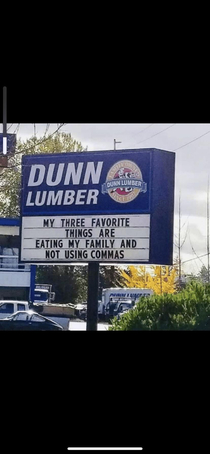 DUNN
LUMBER
DUNN LUMBER
MY THREE FAVORITE
THINGS ARE
EATING MY FAMILY AND
NOT USING COMMAS